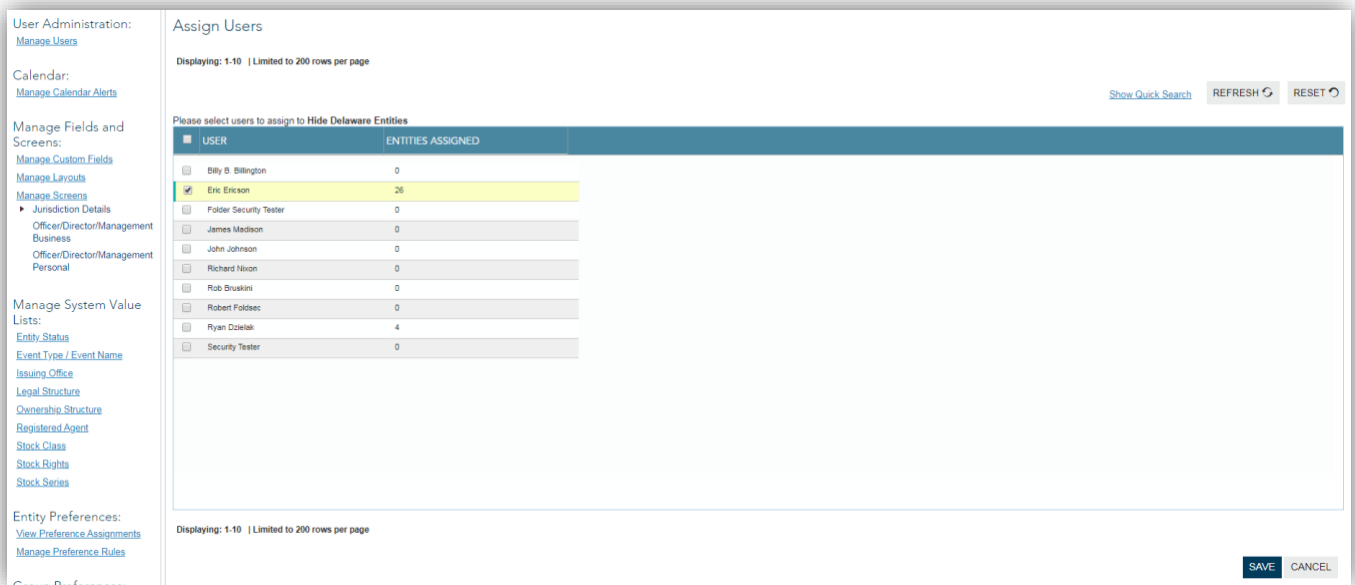 User Administration:
Manage Users
Calendar:
Manage Calendar Alerts
Manage Fields and
Screens:
Manage Custom Fields
Manage Layouts
Manage Screens
Jurisdiction Details
Officer/Director/Management
Business
Officer/Director/Management
Personal
Manage System Value
Lists:
Entity Status
Event Type / Event Name
Issuing Office
Legal Structure
Ownership Structure
Registered Agent
Stock Class
Stock Rights
Stock Series
Entity Preferences:
View Preference Assignments
Manage Preference Rules
Assign Users
Displaying: 1-10 | Limited to 200 rows per page
Show Quick Search REFRESH RESET
Please select users to assign to Hide Delaware Entities
USER ENTITIES ASSIGNED
Billy B. Billington 0
Eric Ericson 26
Folder Security Tester 0
James Madison 0
John Johnson 0
Richard Nixon 0
Rob Bruskini 0
Robert Foldsec 0
Ryan Dzielak 4
Security Tester 0
Displaying: 1-10 | Limited to 200 rows per page
SAVE CANCEL